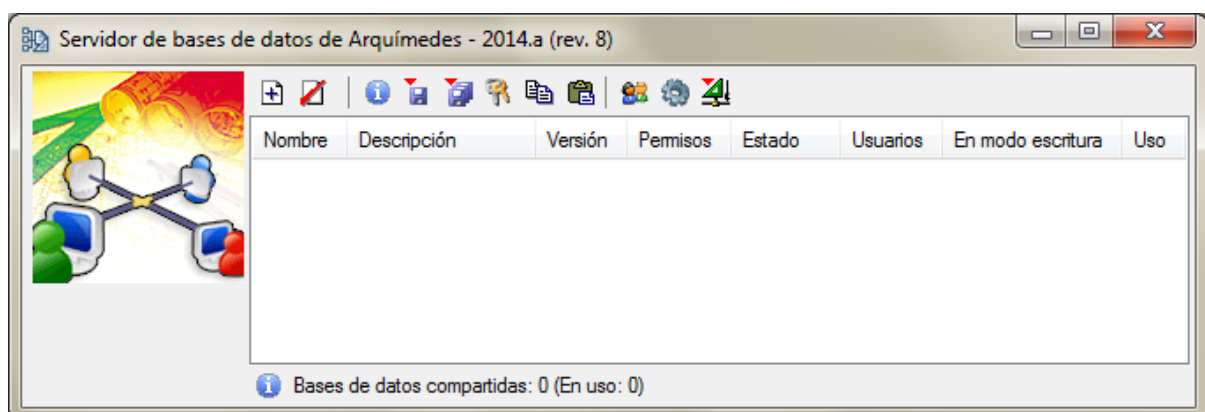 Servidor de bases de datos de Arquímedes - 2014.a (rev. 8)
Nombre Descripción Versión Permisos Estado Usuarios En modo escritura Uso
Bases de datos compartidas: 0 (En uso: 0)